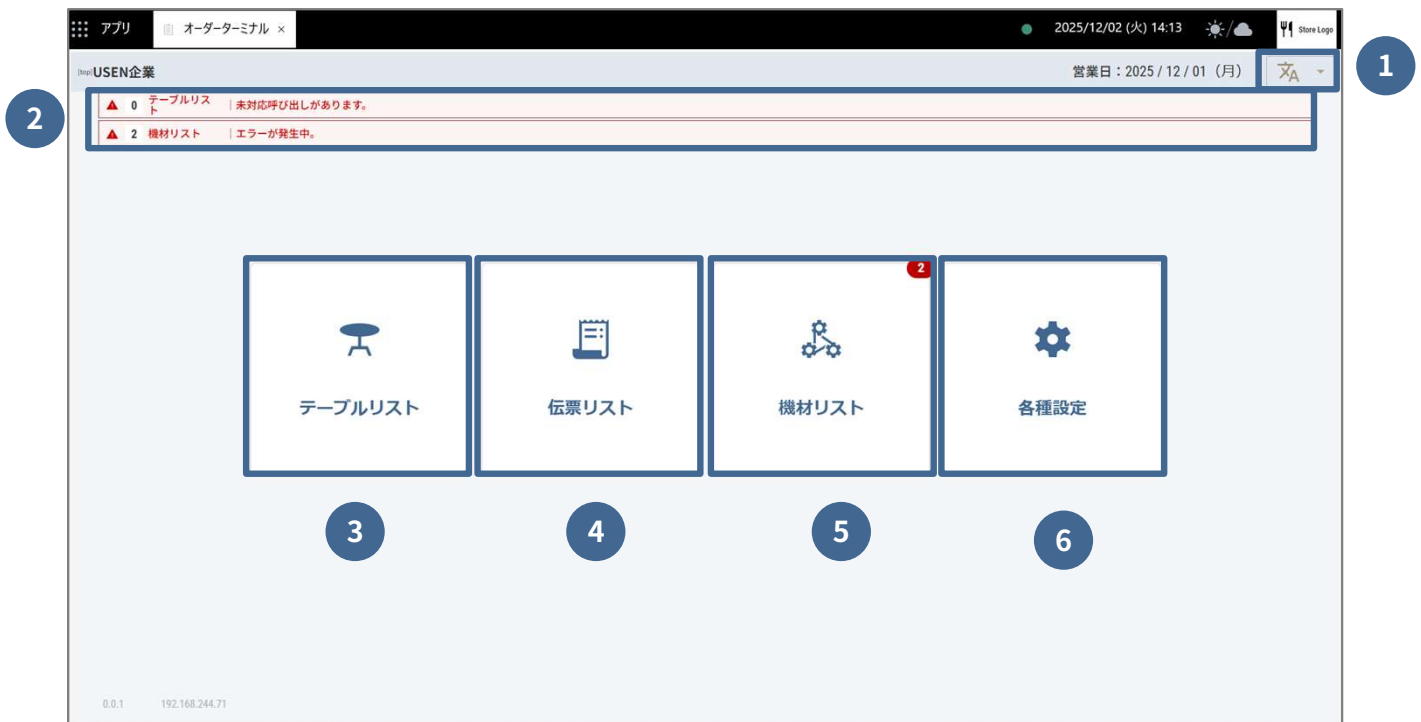 アプリ オーダーターミナル × 2025/12/02 (火) 14:13 Store Logo
[top]USEN企業 営業日：2025 / 12 / 01（月）
1
2
0 テーブルリスト | 未対応呼び出しがあります。
2 機材リスト | エラーが発生中。
2
テーブルリスト 伝票リスト 機材リスト 各種設定
3 4 5 6
0.0.1 192.168.244.71